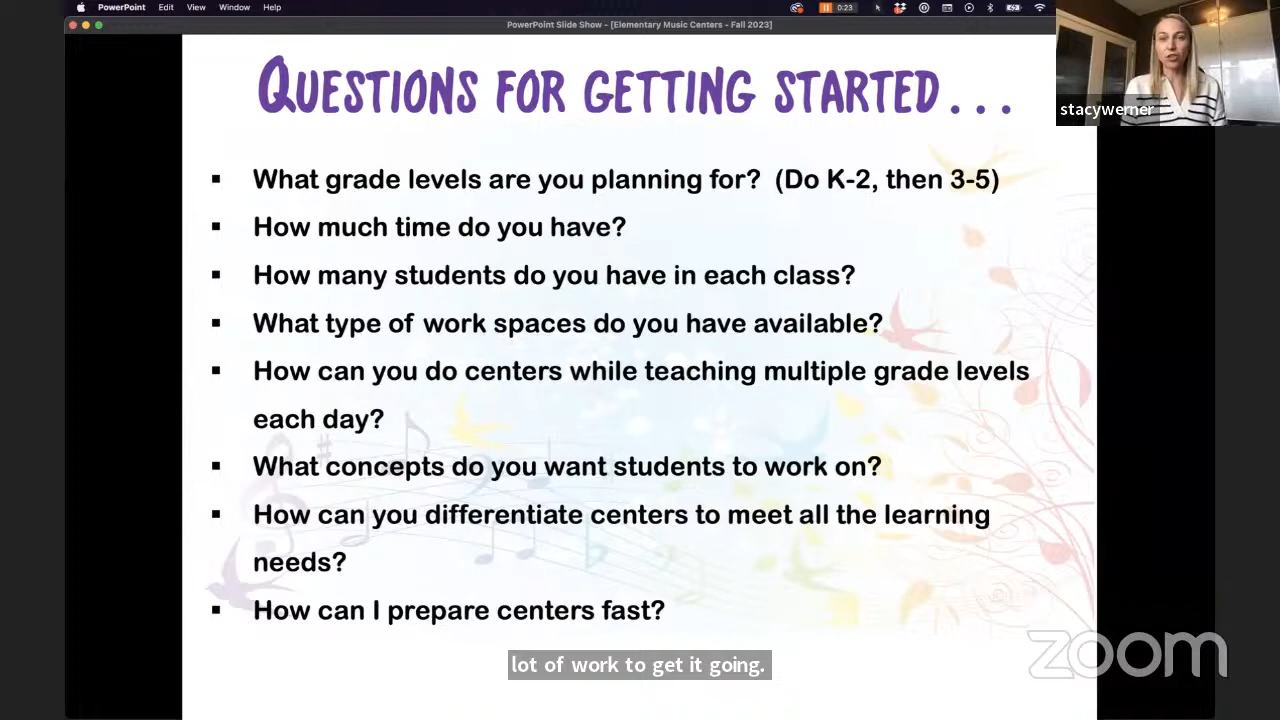 PowerPoint Edit View Window Help
0:23
PowerPoint Slide Show - [Elementary Music Centers - Fall 2023]
QUESTIONS FOR GETTING STARTED...
stacywerner
▪ What grade levels are you planning for? (Do K-2, then 3-5)
▪ How much time do you have?
▪ How many students do you have in each class?
▪ What type of work spaces do you have available?
▪ How can you do centers while teaching multiple grade levels
each day?
▪ What concepts do you want students to work on?
▪ How can you differentiate centers to meet all the learning
needs?
▪ How can I prepare centers fast?
lot of work to get it going.
zoom